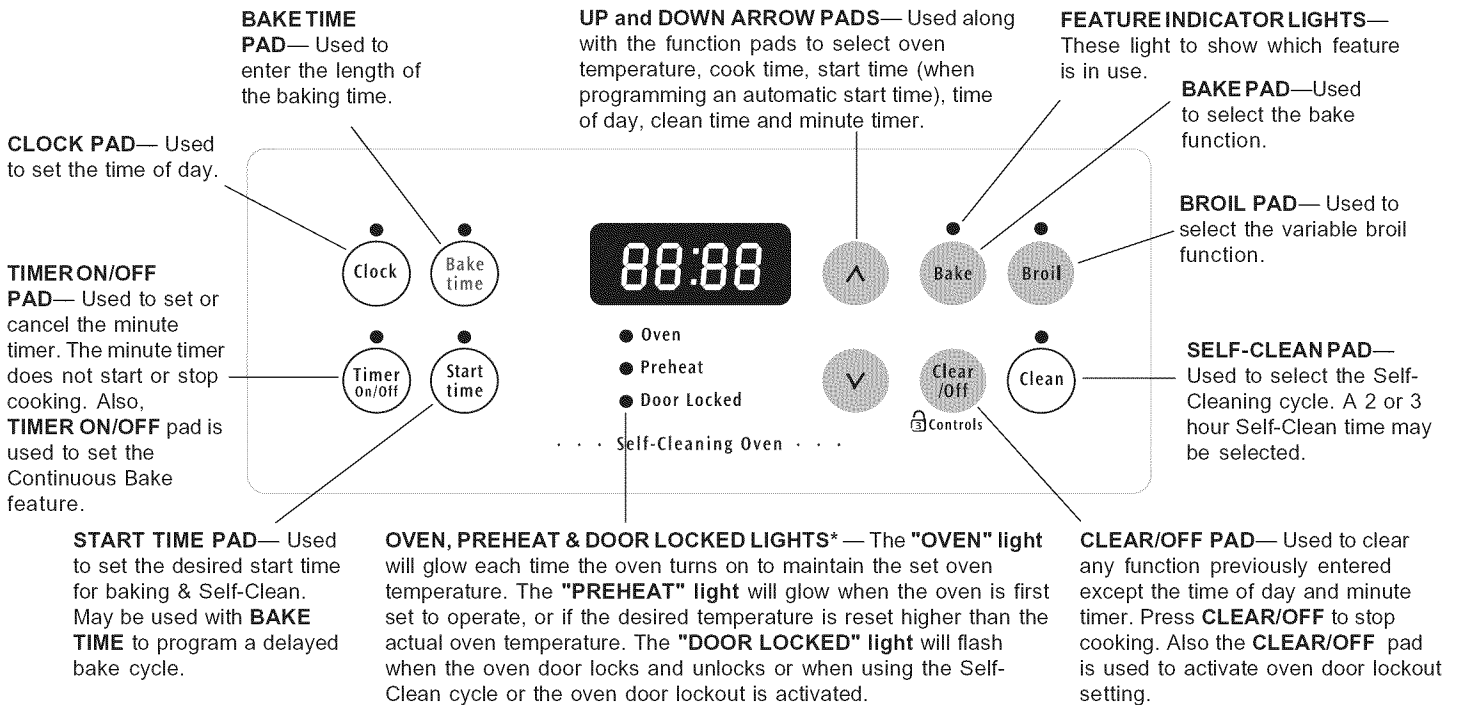 BAKE TIME
PAD— Used to
enter the length of
the baking time.
UP and DOWN ARROW PADS— Used along
with the function pads to select oven
temperature, cook time, start time (when
programming an automatic start time), time
of day, clean time and minute timer.
FEATURE INDICATOR LIGHTS—
These light to show which feature
is in use.
BAKE PAD—Used
to select the bake
function.
CLOCK PAD— Used
to set the time of day.
BROIL PAD— Used to
select the variable broil
function.
TIMER ON/OFF
PAD— Used to set or
cancel the minute
timer. The minute timer
does not start or stop
cooking. Also,
TIMER ON/OFF pad is
used to set the
Continuous Bake
feature.
Clock
Bake
time
88:88
Bake
Broil
Oven
Preheat
Door Locked
Timer
On/Off
Start
time
Clear
/Off
Clean
3 Controls
· · · Self-Cleaning Oven · · ·
SELF-CLEAN PAD—
Used to select the Self-
Cleaning cycle. A 2 or 3
hour Self-Clean time may
be selected.
START TIME PAD— Used
to set the desired start time
for baking & Self-Clean.
May be used with BAKE
TIME to program a delayed
bake cycle.
OVEN, PREHEAT & DOOR LOCKED LIGHTS* — The "OVEN" light
will glow each time the oven turns on to maintain the set oven
temperature. The "PREHEAT" light will glow when the oven is first
set to operate, or if the desired temperature is reset higher than the
actual oven temperature. The "DOOR LOCKED" light will flash
when the oven door locks and unlocks or when using the Self-
Clean cycle or the oven door lockout is activated.
CLEAR/OFF PAD— Used to clear
any function previously entered
except the time of day and minute
timer. Press CLEAR/OFF to stop
cooking. Also the CLEAR/OFF pad
is used to activate oven door lockout
setting.